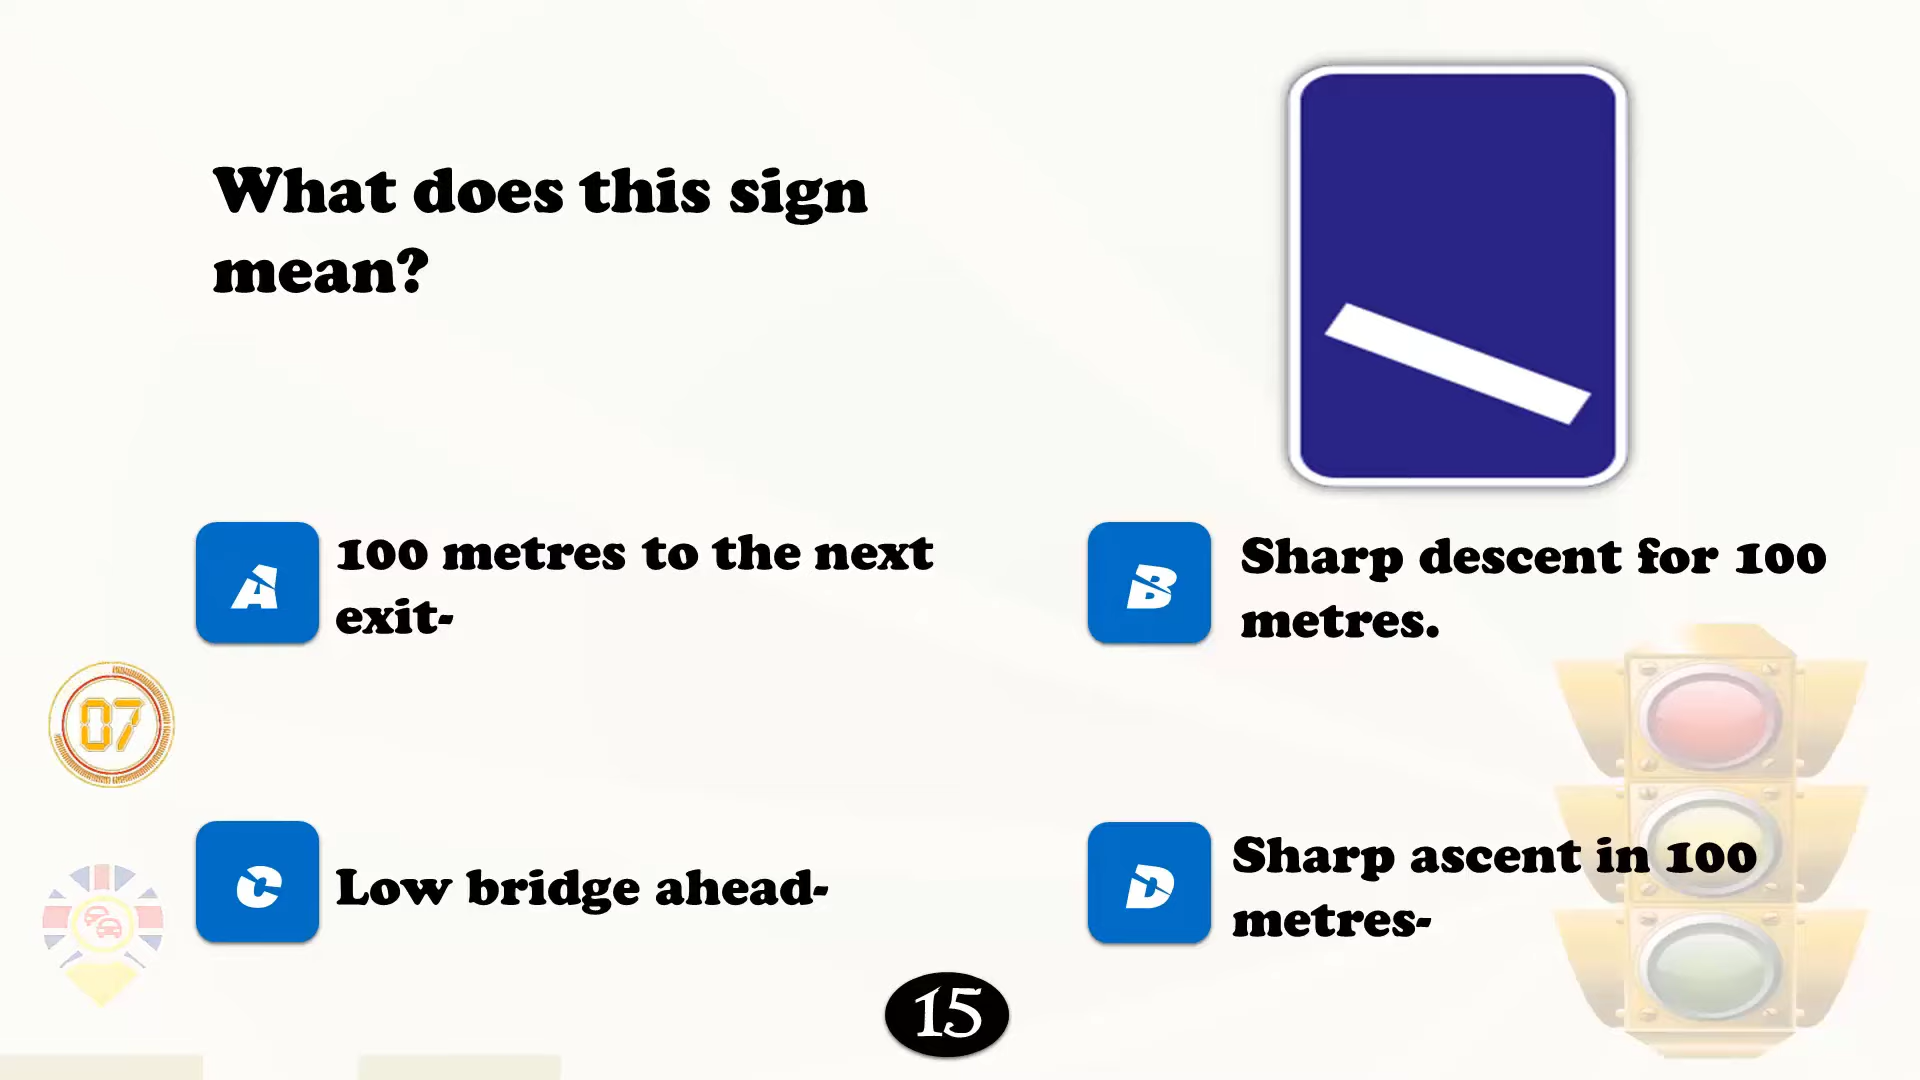 What does this sign
mean?
A
100 metres to the next
exit-
B
Sharp descent for 100
metres.
07
C
Low bridge ahead-
D
Sharp ascent in 100
metres-
15